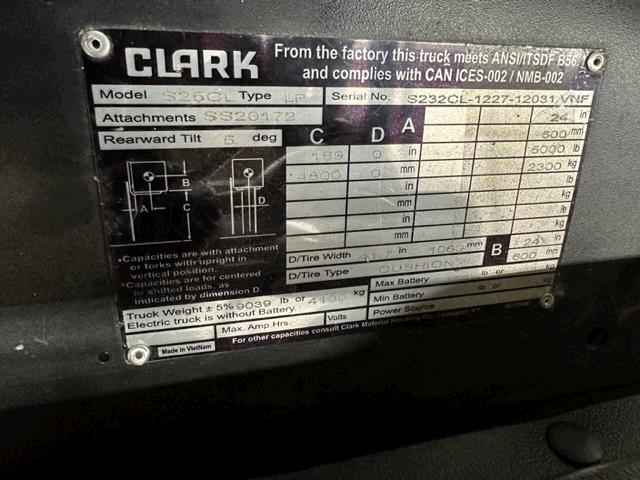 CLARK
From the factory this truck meets ANSI/ITSDF B56.
and complies with CAN ICES-002 / NMB-002
Model S25CL Type LP Serial No. S232CL-1227-12031 VNF
Attachments SS20172
Rearward Tilt 5 deg
C D A 24 in
600 mm
189 0 in 5000 lb
4800 0 mm 2300 kg
in lb
mm kg
in lb
mm kg
A B C D
•Capacities are with attachment
or forks with upright in
vertical position.
•Capacities are for centered
or shifted loads, as
indicated by dimension D.
D/Tire Width 41.7 in mm B 24 in
D/Tire Type CUSHION 600 mm
Truck Weight ± 5% 9039 lb or 4100 kg
Electric truck is without Battery.
Max Battery lb or kg
Min Battery lb or kg
Max. Amp Hrs. Volts Power Source
For other capacities consult Clark Material Handling Co., Lexington, KY
Made in VietNam